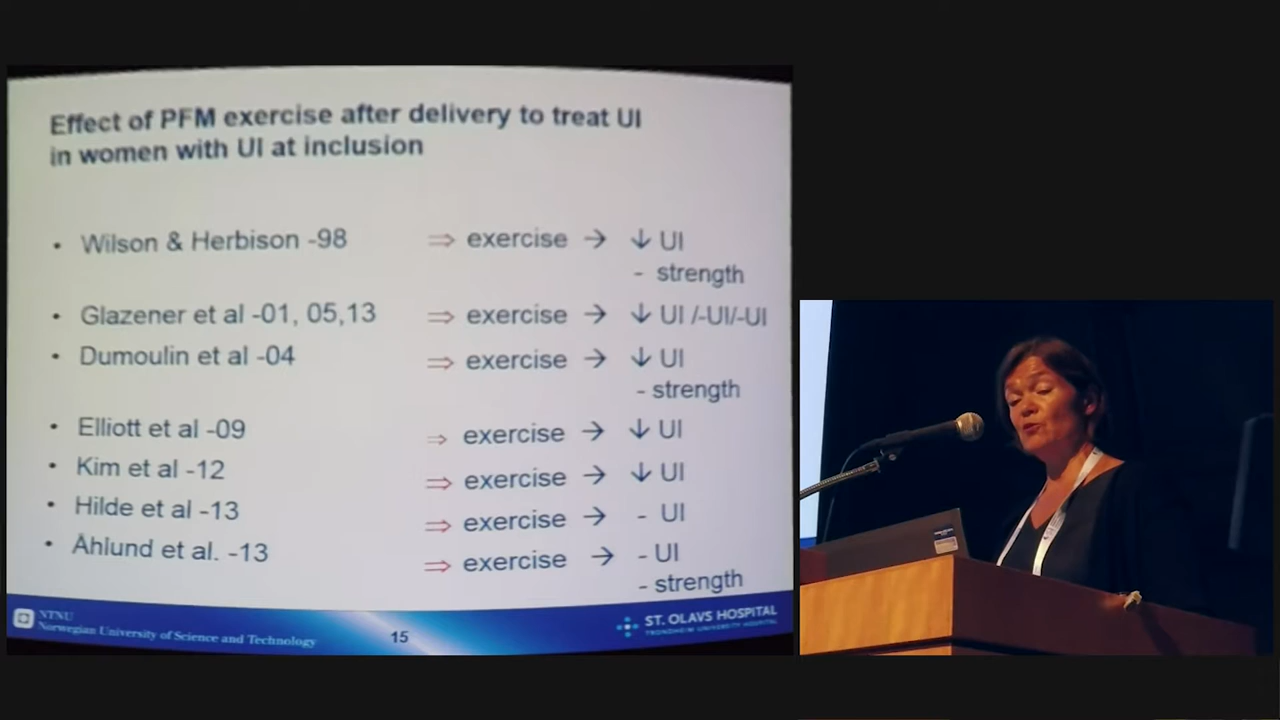 Effect of PFM exercise after delivery to treat UI
in women with UI at inclusion
• Wilson & Herbison -98 ⇒ exercise → ↓ UI
- strength
• Glazener et al -01, 05,13 ⇒ exercise → ↓ UI /-UI/-UI
• Dumoulin et al -04 ⇒ exercise → ↓ UI
- strength
• Elliott et al -09 ⇒ exercise → ↓ UI
• Kim et al -12 ⇒ exercise → ↓ UI
• Hilde et al -13 ⇒ exercise → - UI
• Åhlund et al. -13 ⇒ exercise → - UI
- strength
NTNU
Norwegian University of Science and Technology
15
ST. OLAVS HOSPITAL
TRONDHEIM UNIVERSITY HOSPITAL